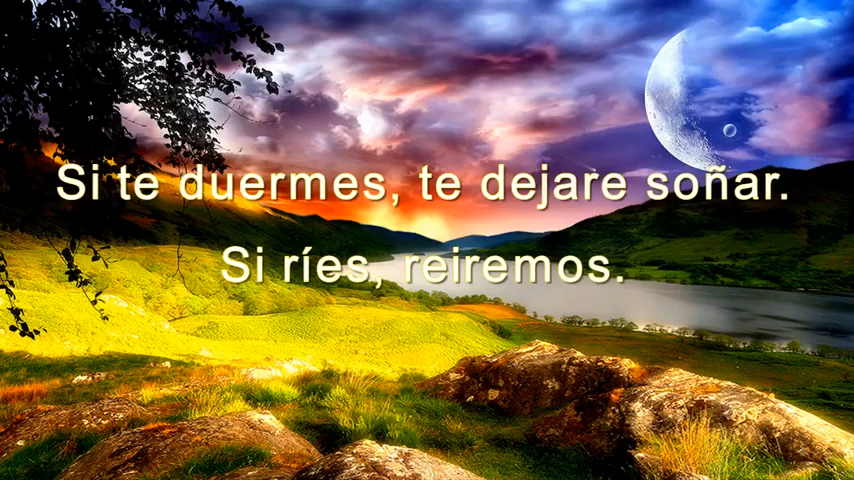 Si te duermes, te dejare soñar.
Si ríes, reiremos.